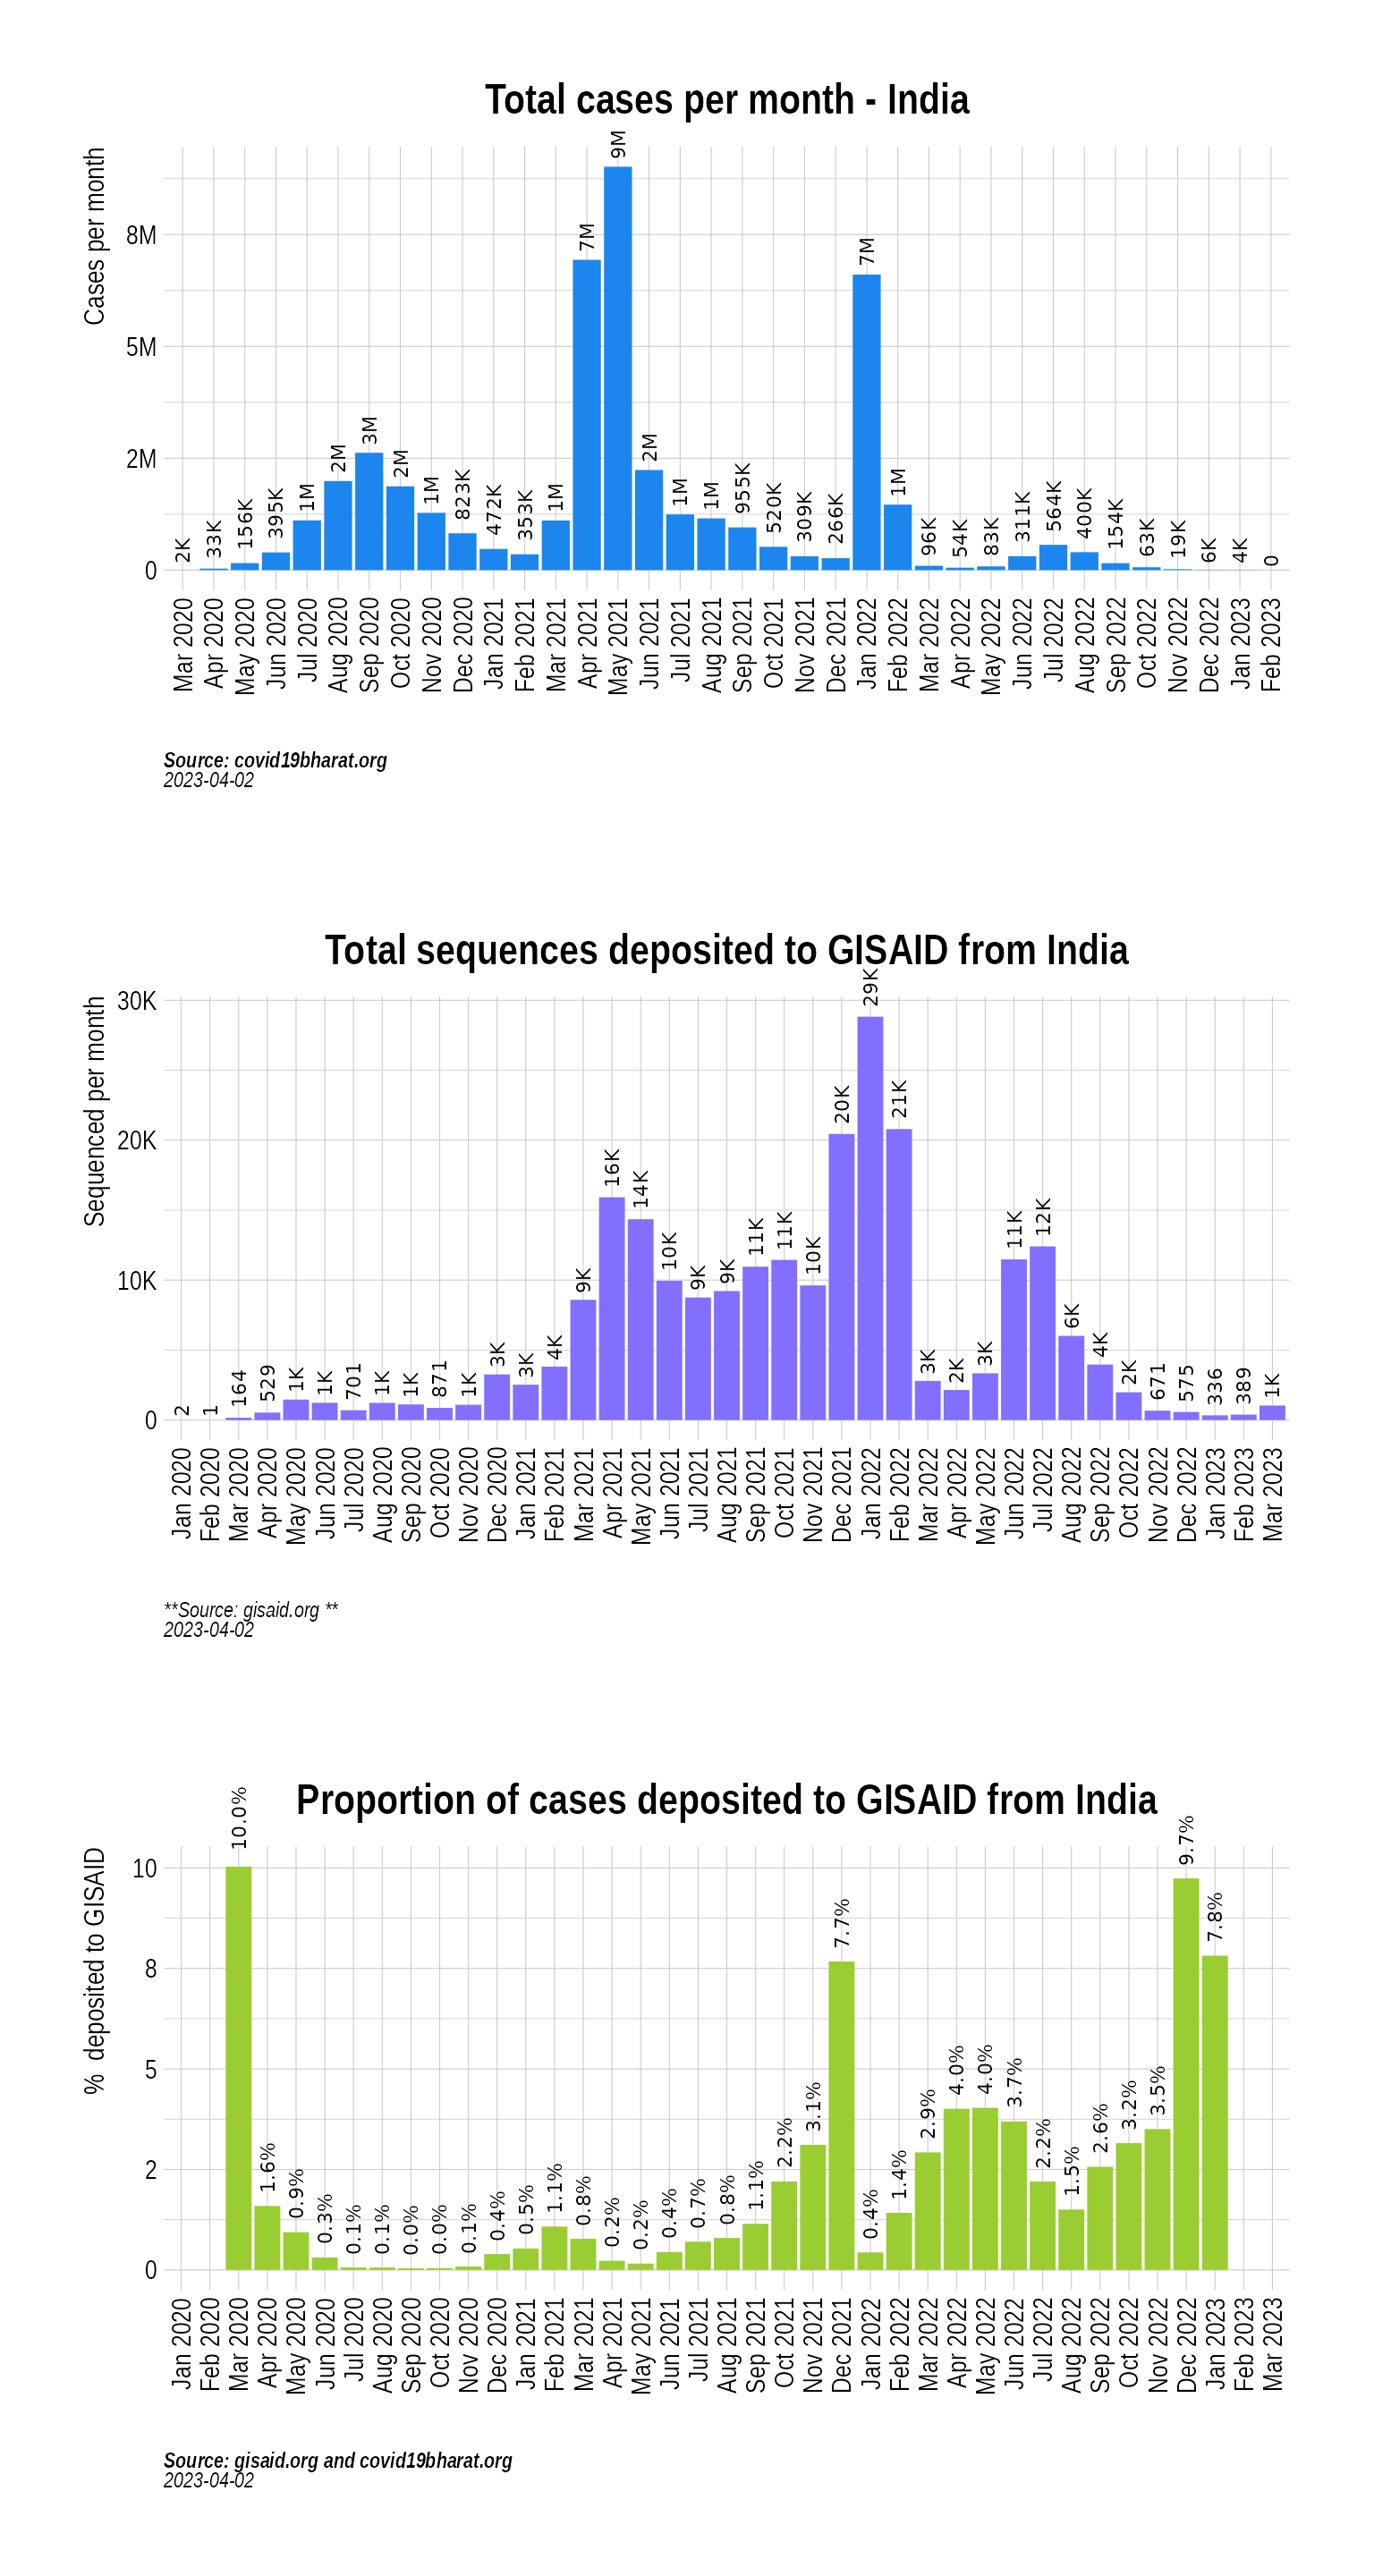 Total cases per month - India
Cases per month
8M
5M
2M
0
2K
33K
156K
395K
1M
2M
3M
2M
1M
823K
472K
353K
1M
7M
9M
2M
1M
1M
955K
520K
309K
266K
7M
1M
96K
54K
83K
311K
564K
400K
154K
63K
19K
6K
4K
0
Mar 2020
Apr 2020
May 2020
Jun 2020
Jul 2020
Aug 2020
Sep 2020
Oct 2020
Nov 2020
Dec 2020
Jan 2021
Feb 2021
Mar 2021
Apr 2021
May 2021
Jun 2021
Jul 2021
Aug 2021
Sep 2021
Oct 2021
Nov 2021
Dec 2021
Jan 2022
Feb 2022
Mar 2022
Apr 2022
May 2022
Jun 2022
Jul 2022
Aug 2022
Sep 2022
Oct 2022
Nov 2022
Dec 2022
Jan 2023
Feb 2023
Source: covid19bharat.org
2023-04-02
Total sequences deposited to GISAID from India
Sequenced per month
30K
20K
10K
0
2
1
164
529
1K
1K
701
1K
1K
871
1K
3K
3K
4K
9K
16K
14K
10K
9K
9K
11K
11K
10K
20K
29K
21K
3K
2K
3K
11K
12K
6K
4K
2K
671
575
336
389
1K
Jan 2020
Feb 2020
Mar 2020
Apr 2020
May 2020
Jun 2020
Jul 2020
Aug 2020
Sep 2020
Oct 2020
Nov 2020
Dec 2020
Jan 2021
Feb 2021
Mar 2021
Apr 2021
May 2021
Jun 2021
Jul 2021
Aug 2021
Sep 2021
Oct 2021
Nov 2021
Dec 2021
Jan 2022
Feb 2022
Mar 2022
Apr 2022
May 2022
Jun 2022
Jul 2022
Aug 2022
Sep 2022
Oct 2022
Nov 2022
Dec 2022
Jan 2023
Feb 2023
Mar 2023
**Source: gisaid.org **
2023-04-02
Proportion of cases deposited to GISAID from India
% deposited to GISAID
10
8
5
2
0
10.0%
1.6%
0.9%
0.3%
0.1%
0.1%
0.0%
0.0%
0.1%
0.4%
0.5%
1.1%
0.8%
0.2%
0.2%
0.4%
0.7%
0.8%
1.1%
2.2%
3.1%
7.7%
0.4%
1.4%
2.9%
4.0%
4.0%
3.7%
2.2%
1.5%
2.6%
3.2%
3.5%
9.7%
7.8%
Jan 2020
Feb 2020
Mar 2020
Apr 2020
May 2020
Jun 2020
Jul 2020
Aug 2020
Sep 2020
Oct 2020
Nov 2020
Dec 2020
Jan 2021
Feb 2021
Mar 2021
Apr 2021
May 2021
Jun 2021
Jul 2021
Aug 2021
Sep 2021
Oct 2021
Nov 2021
Dec 2021
Jan 2022
Feb 2022
Mar 2022
Apr 2022
May 2022
Jun 2022
Jul 2022
Aug 2022
Sep 2022
Oct 2022
Nov 2022
Dec 2022
Jan 2023
Feb 2023
Mar 2023
Source: gisaid.org and covid19bharat.org
2023-04-02